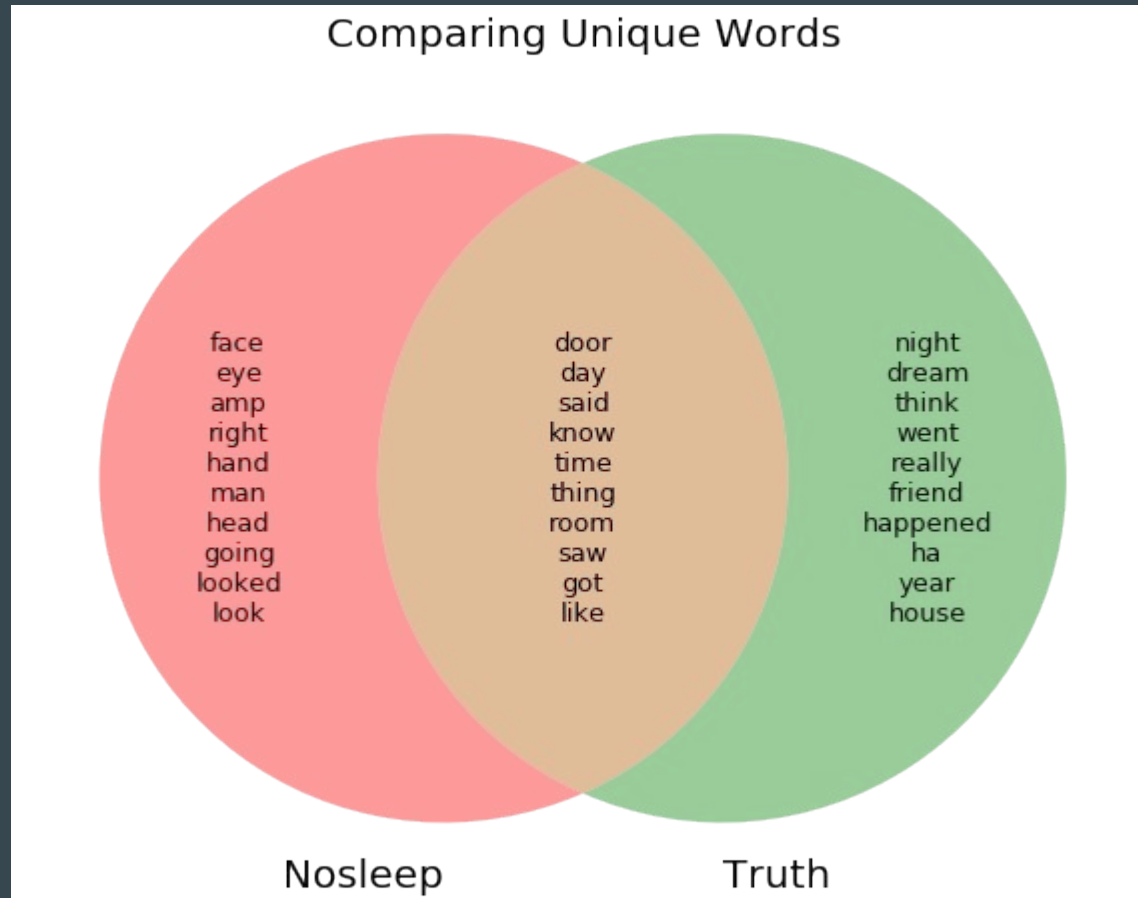 Comparing Unique Words
face
eye
amp
right
hand
man
head
going
looked
look
door
day
said
know
time
thing
room
saw
got
like
night
dream
think
went
really
friend
happened
ha
year
house
Nosleep
Truth